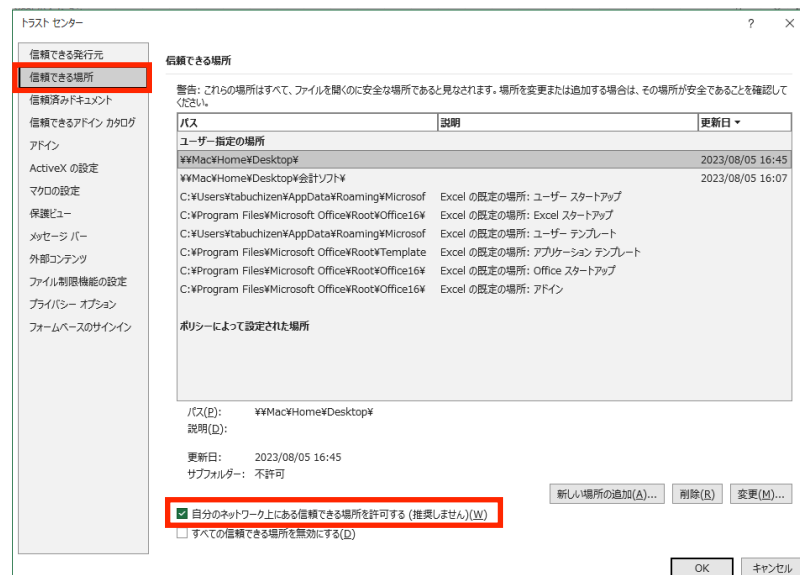 トラスト センター
?
×
信頼できる発行元
信頼できる場所
信頼済みドキュメント
信頼できるアドイン カタログ
アドイン
ActiveX の設定
マクロの設定
保護ビュー
メッセージ バー
外部コンテンツ
ファイル制限機能の設定
プライバシー オプション
フォームベースのサインイン
信頼できる場所
警告: これらの場所はすべて、ファイルを開くのに安全な場所であると見なされます。場所を変更または追加する場合は、その場所が安全であることを確認して
ください。
パス 説明 更新日
ユーザー指定の場所
¥¥Mac¥Home¥Desktop¥ 2023/08/05 16:45
¥¥Mac¥Home¥Desktop¥会計ソフト¥ 2023/08/05 16:07
C:¥Users¥tabuchizen¥AppData¥Roaming¥Microsof Excel の既定の場所: ユーザー スタートアップ
C:¥Program Files¥Microsoft Office¥Root¥Office16¥ Excel の既定の場所: Excel スタートアップ
C:¥Users¥tabuchizen¥AppData¥Roaming¥Microsof Excel の既定の場所: ユーザー テンプレート
C:¥Program Files¥Microsoft Office¥Root¥Template Excel の既定の場所: アプリケーション テンプレート
C:¥Program Files¥Microsoft Office¥Root¥Office16¥ Excel の既定の場所: Office スタートアップ
C:¥Program Files¥Microsoft Office¥Root¥Office16¥ Excel の既定の場所: アドイン
ポリシーによって設定された場所
パス(P): ¥¥Mac¥Home¥Desktop¥
説明(D):
更新日: 2023/08/05 16:45
サブフォルダー: 不許可
新しい場所の追加(A)... 削除(R) 変更(M)...
自分のネットワーク上にある信頼できる場所を許可する (推奨しません)(W)
すべての信頼できる場所を無効にする(D)
OK キャンセル